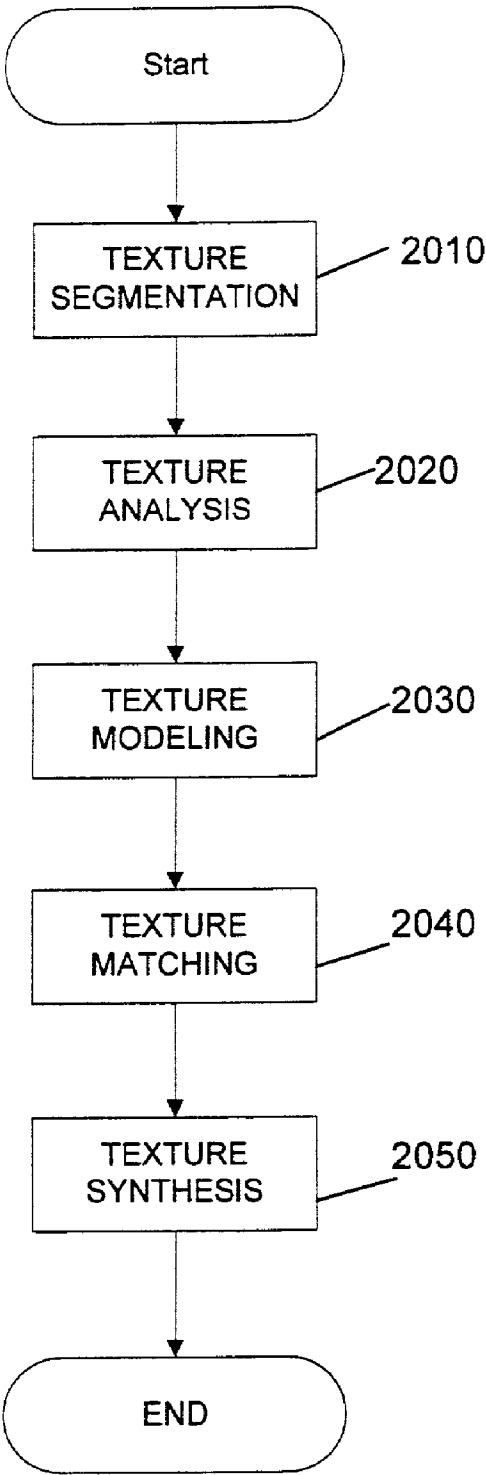 Start
TEXTURE
SEGMENTATION
2010
TEXTURE
ANALYSIS
2020
TEXTURE
MODELING
2030
TEXTURE
MATCHING
2040
TEXTURE
SYNTHESIS
2050
END